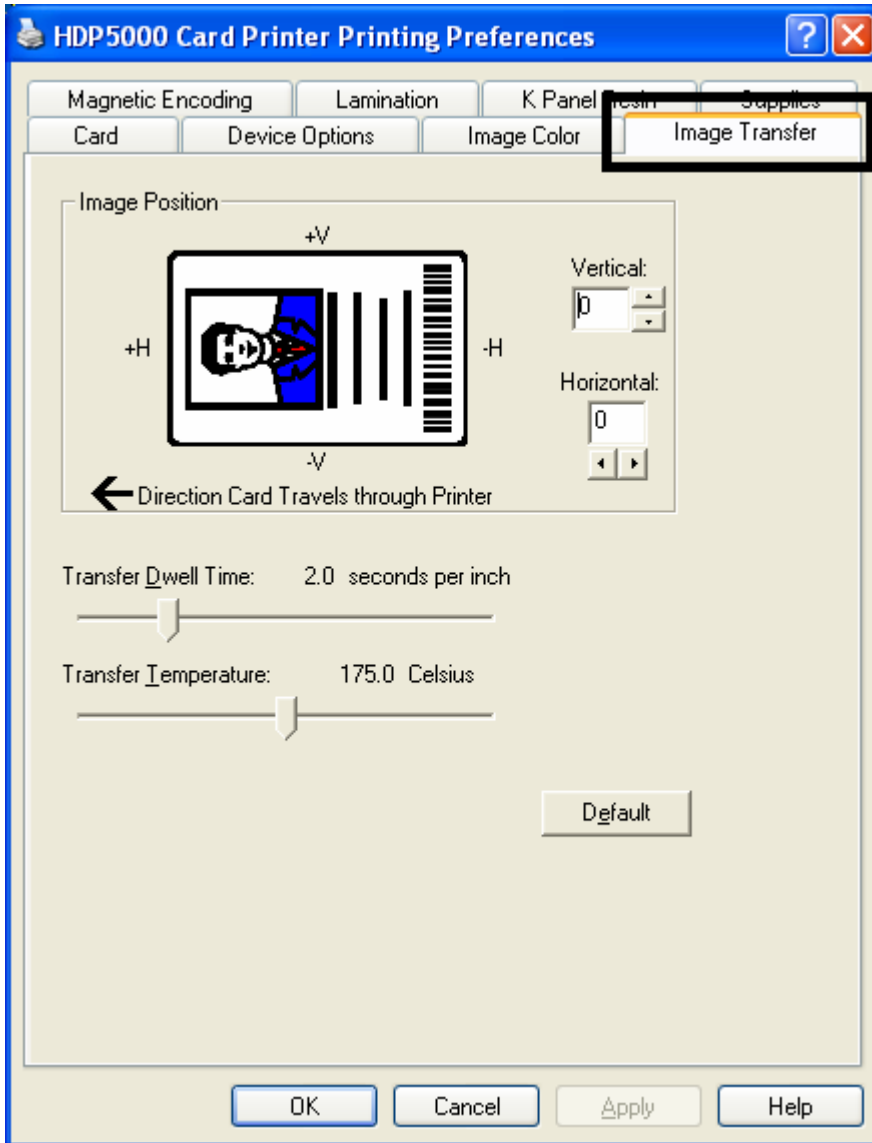 HDP5000 Card Printer Printing Preferences
Magnetic Encoding Lamination K Panel Resin Supplies
Card Device Options Image Color Image Transfer
Image Position
+V
Vertical:
0
+H -H
Horizontal:
0
-V
Direction Card Travels through Printer
Transfer Dwell Time: 2.0 seconds per inch
Transfer Temperature: 175.0 Celsius
Default
OK Cancel Apply Help